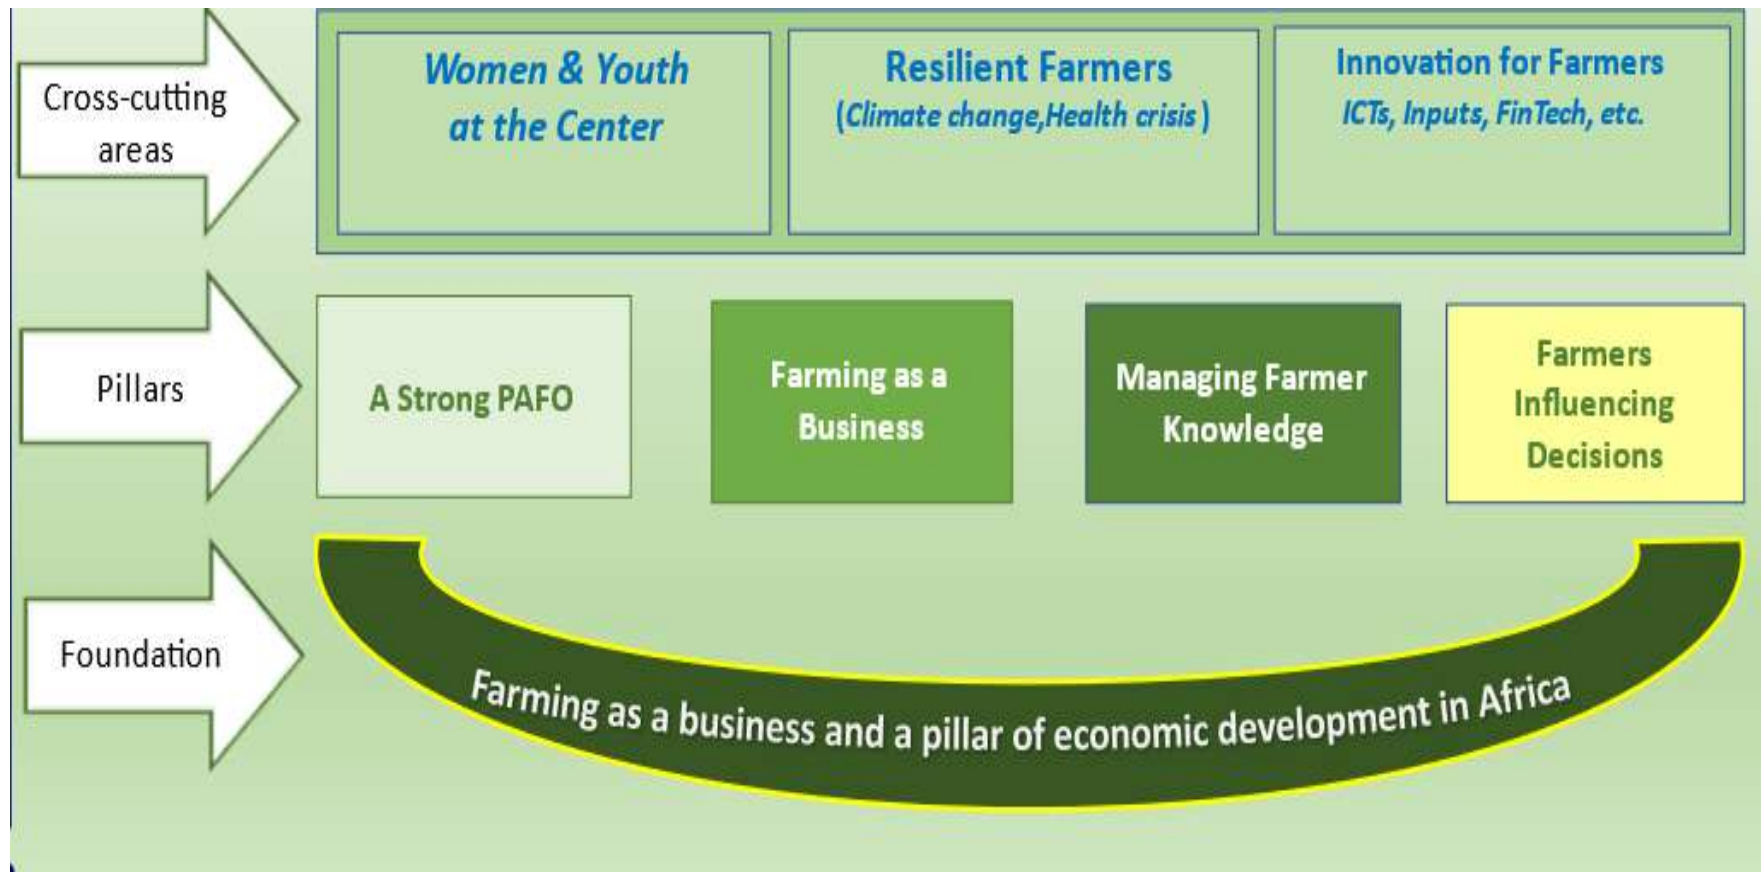 Cross-cutting
areas
Women & Youth
at the Center
Resilient Farmers
(Climate change,Health crisis)
Innovation for Farmers
ICTs, Inputs, FinTech, etc.
Pillars
A Strong PAFO
Farming as a
Business
Managing Farmer
Knowledge
Farmers
Influencing
Decisions
Foundation
Farming as a business and a pillar of economic development in Africa